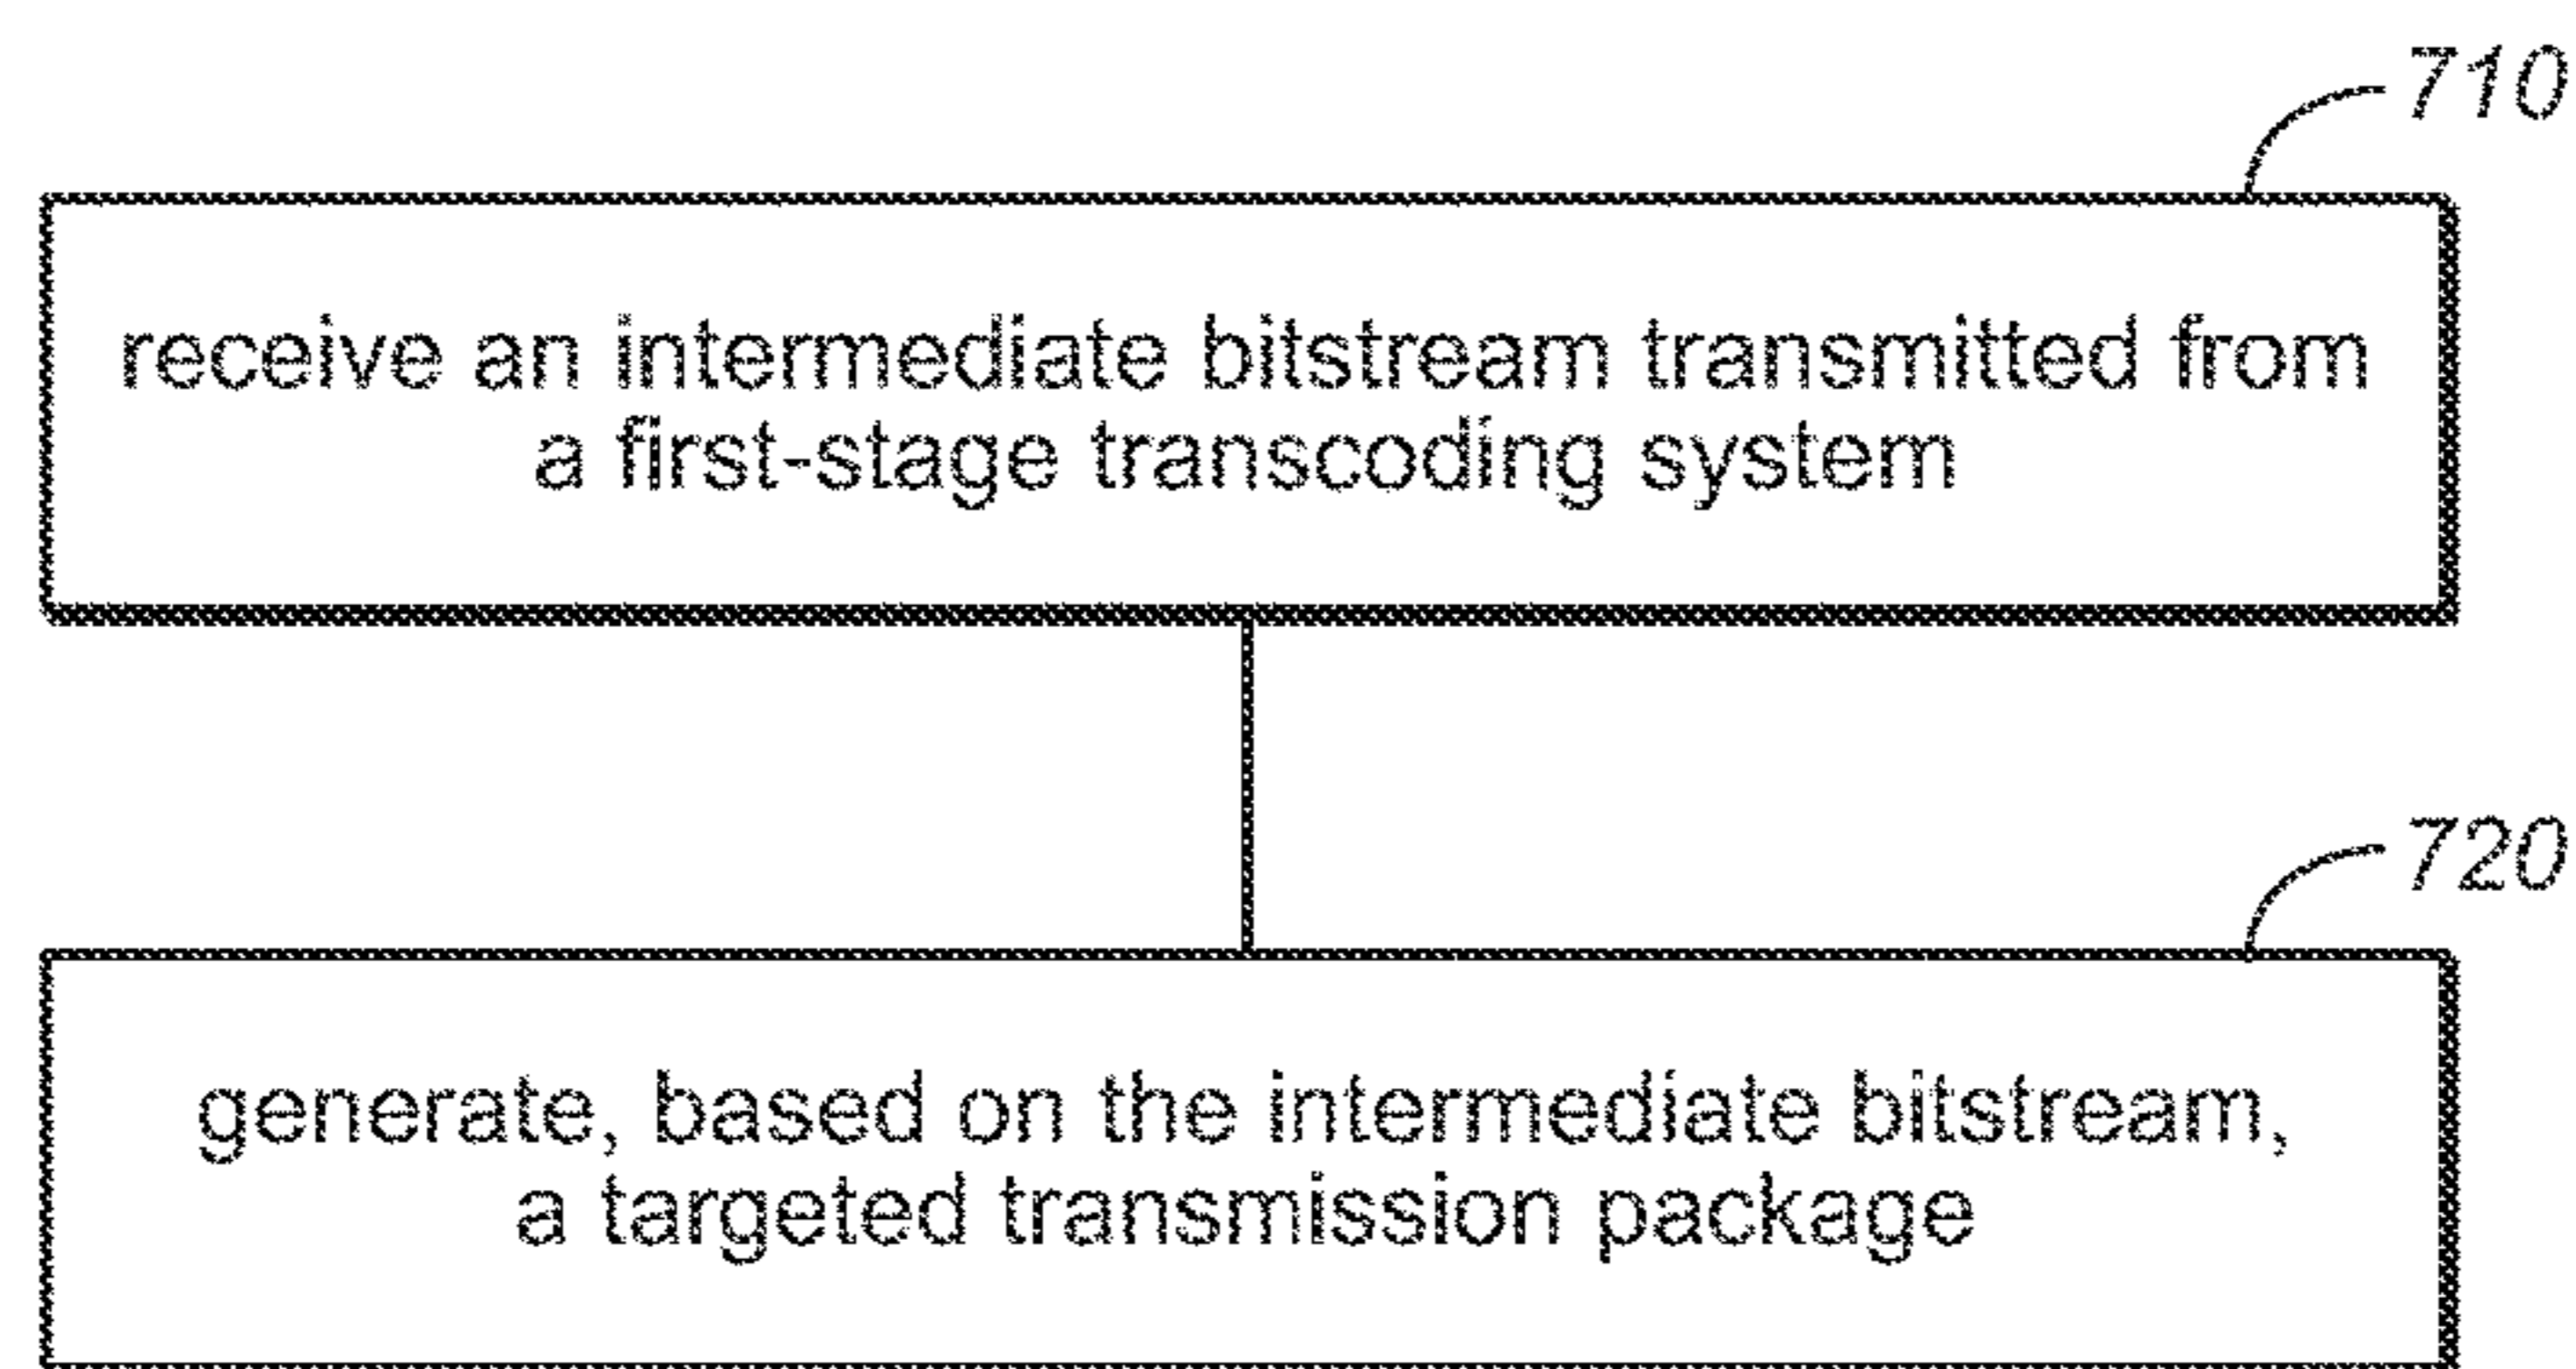 710
receive an intermediate bitstream transmitted from
a first-stage transcoding system
720
generate, based on the intermediate bitstream,
a targeted transmission package